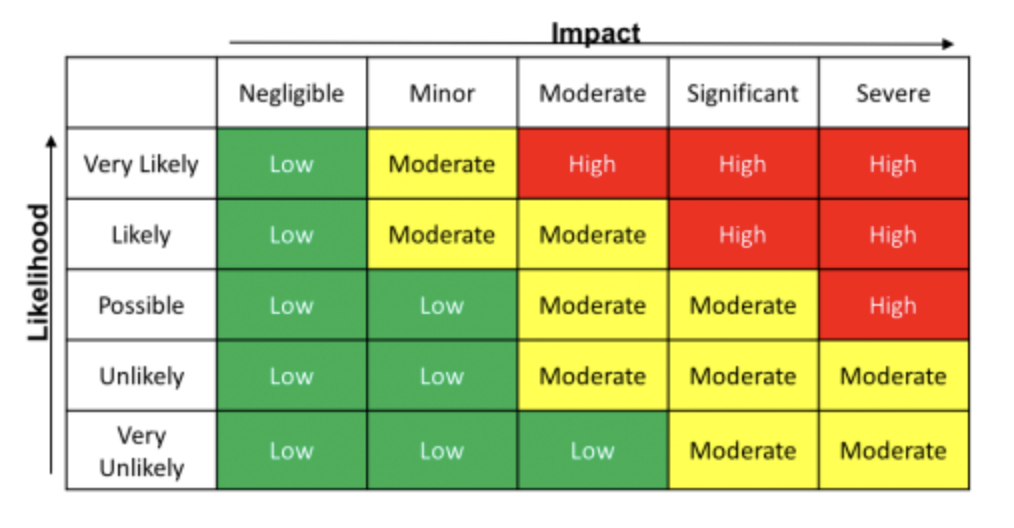 Impact
Negligible Minor Moderate Significant Severe
Very Likely Low Moderate High High High
Likely Low Moderate Moderate High High
Likelihood
Possible Low Low Moderate Moderate High
Unlikely Low Low Moderate Moderate Moderate
Very
Unlikely Low Low Low Moderate Moderate